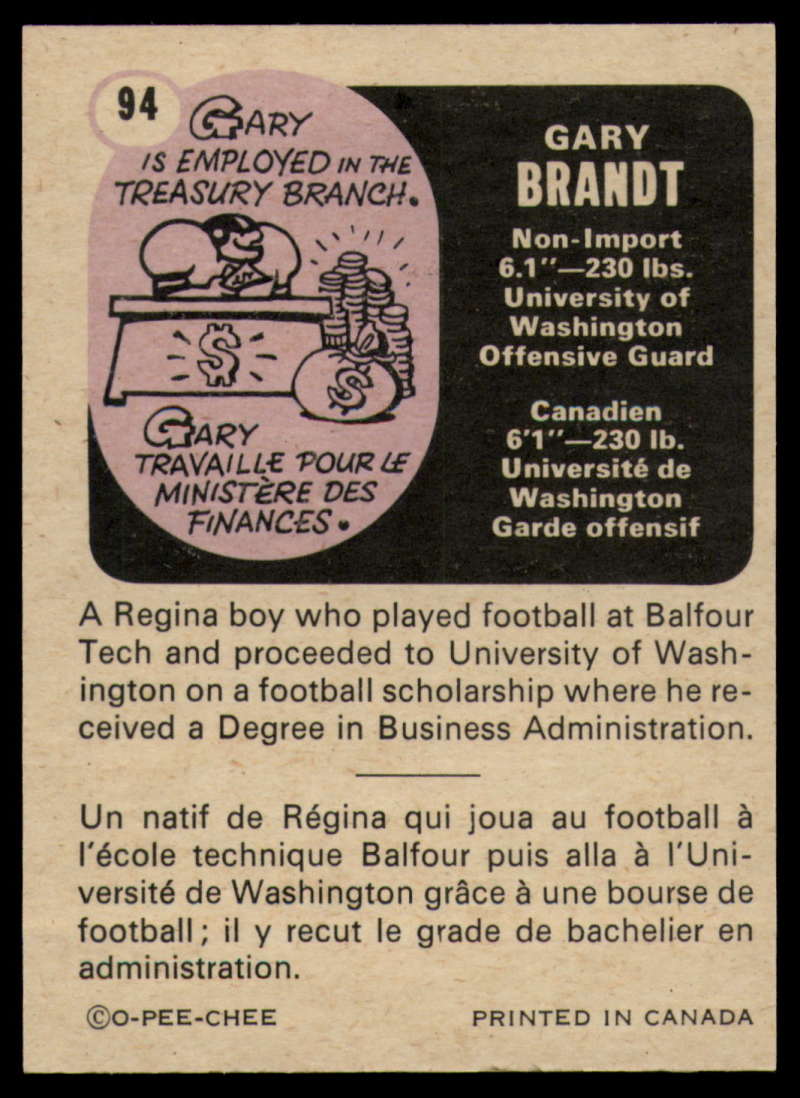 94
GARY
IS EMPLOYED IN THE
TREASURY BRANCH.
$
$
GARY
TRAVAILLE POUR LE
MINISTÈRE DES
FINANCES.
GARY
BRANDT
Non-Import
6.1″—230 lbs.
University of
Washington
Offensive Guard
Canadien
6'1″—230 lb.
Université de
Washington
Garde offensif
A Regina boy who played football at Balfour
Tech and proceeded to University of Wash-
ington on a football scholarship where he re-
ceived a Degree in Business Administration.
Un natif de Régina qui joua au football à
l'école technique Balfour puis alla à l'Uni-
versité de Washington grâce à une bourse de
football; il y recut le grade de bachelier en
administration.
©O-PEE-CHEE PRINTED IN CANADA